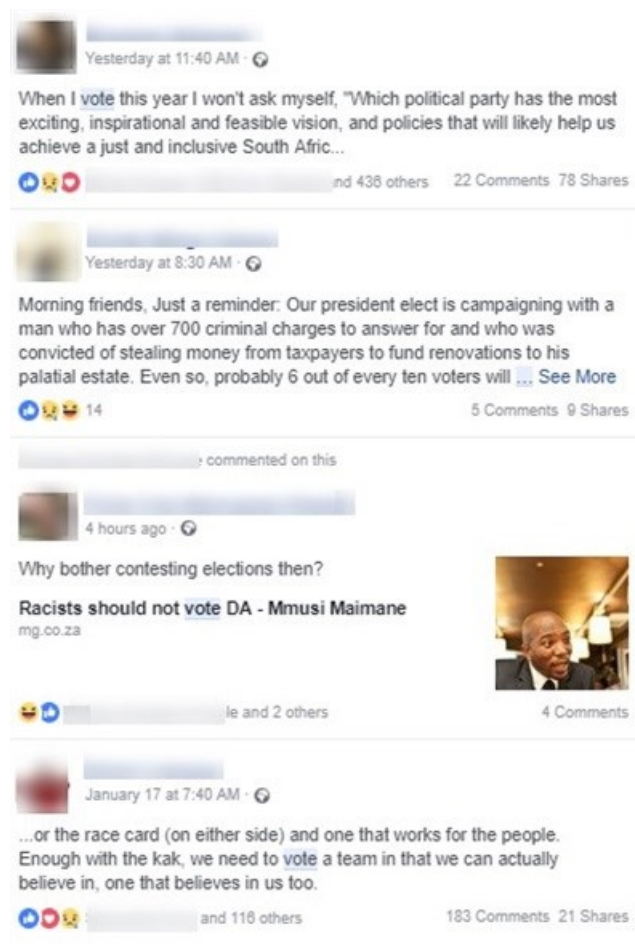 Yesterday at 11:40 AM ·
When I vote this year I won't ask myself, "Which political party has the most
exciting, inspirational and feasible vision, and policies that will likely help us
achieve a just and inclusive South Afric...
nd 436 others 22 Comments 78 Shares
Yesterday at 8:30 AM ·
Morning friends, Just a reminder: Our president elect is campaigning with a
man who has over 700 criminal charges to answer for and who was
convicted of stealing money from taxpayers to fund renovations to his
palatial estate. Even so, probably 6 out of every ten voters will ... See More
14 5 Comments 9 Shares
commented on this
4 hours ago ·
Why bother contesting elections then?
Racists should not vote DA - Mmusi Maimane
mg.co.za
le and 2 others 4 Comments
January 17 at 7:40 AM ·
...or the race card (on either side) and one that works for the people.
Enough with the kak, we need to vote a team in that we can actually
believe in, one that believes in us too.
and 116 others 183 Comments 21 Shares